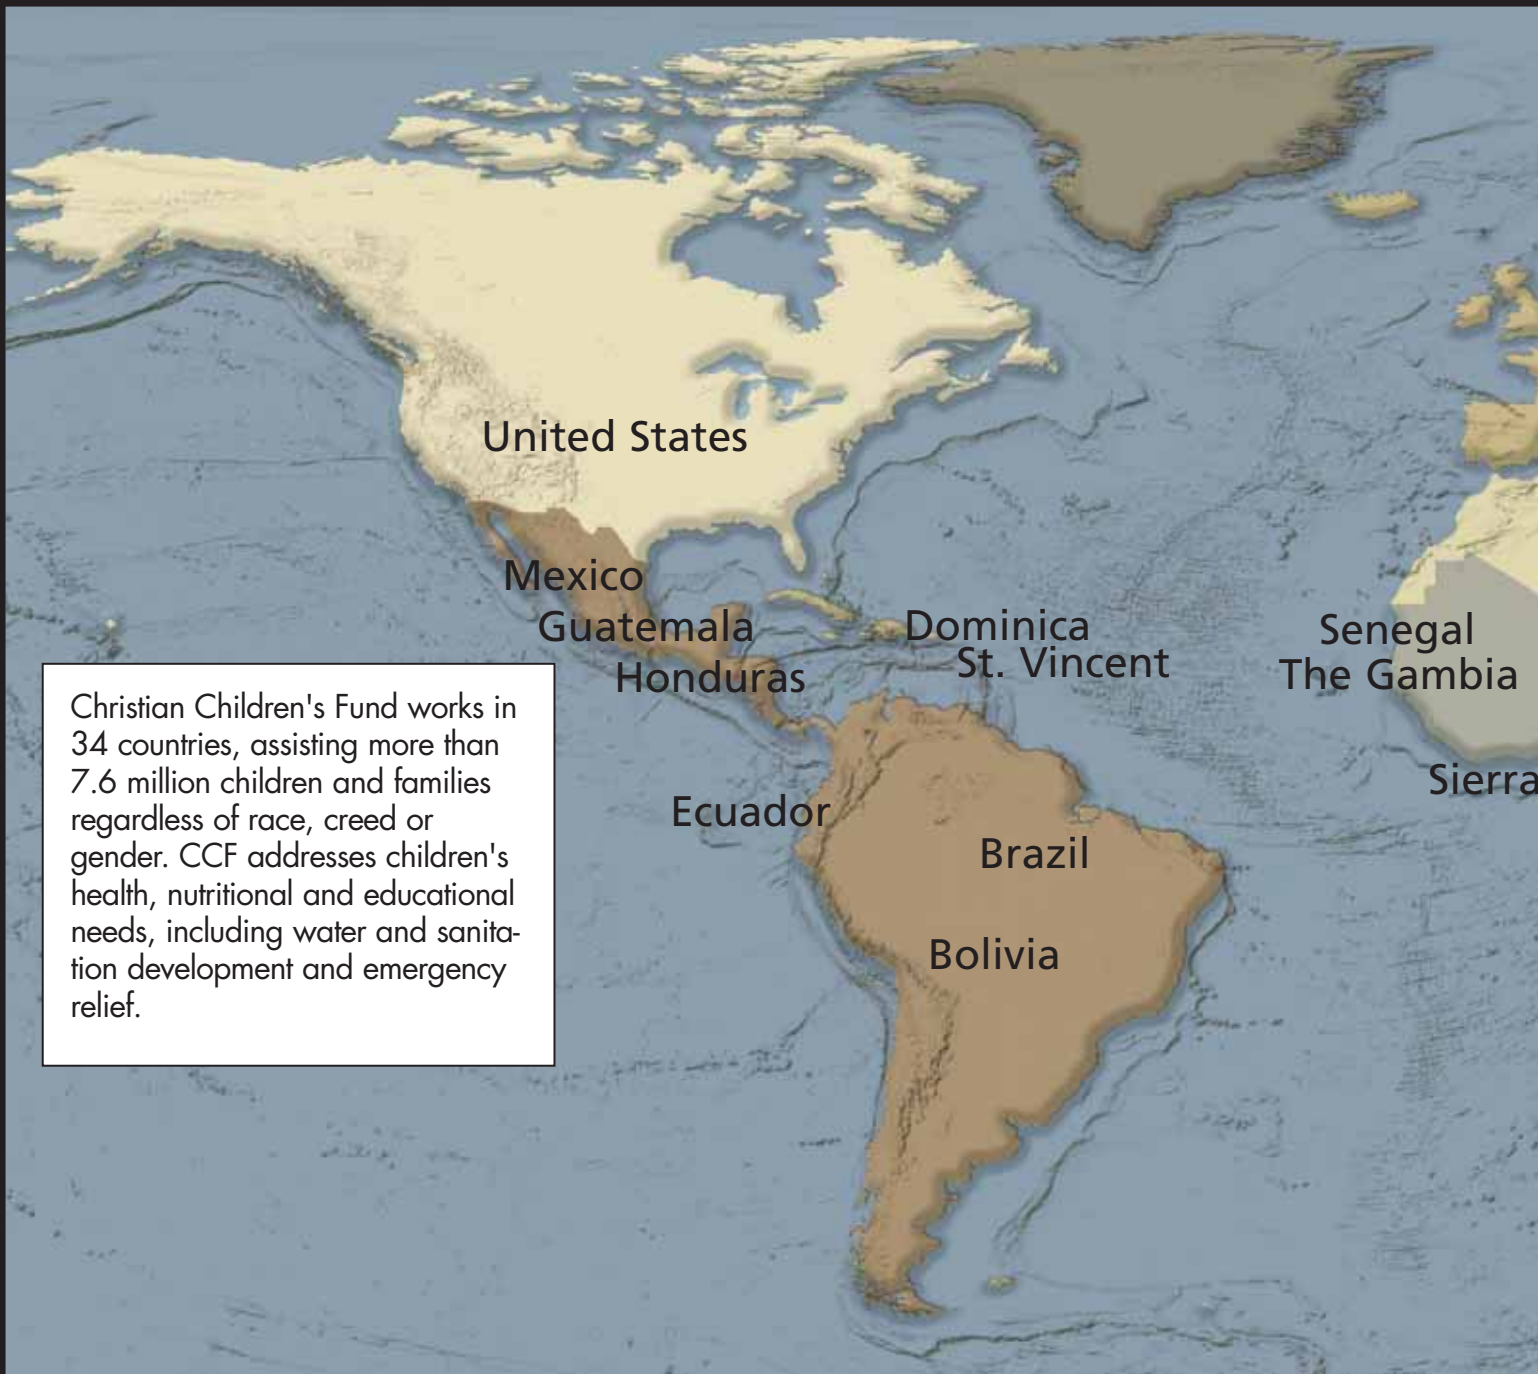 United States
Mexico
Guatemala
Honduras
Dominica
St. Vincent
Senegal
The Gambia
Sierra
Ecuador
Brazil
Bolivia
Christian Children's Fund works in
34 countries, assisting more than
7.6 million children and families
regardless of race, creed or
gender. CCF addresses children's
health, nutritional and educational
needs, including water and sanita-
tion development and emergency
relief.